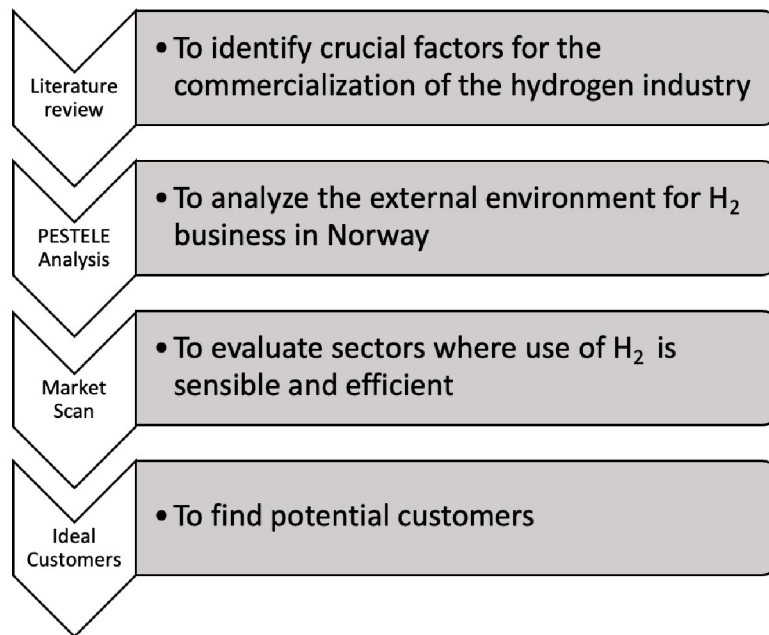 Literature
review
• To identify crucial factors for the
commercialization of the hydrogen industry
PESTELE
Analysis
• To analyze the external environment for H₂
business in Norway
Market
Scan
• To evaluate sectors where use of H₂ is
sensible and efficient
Ideal
Customers
• To find potential customers